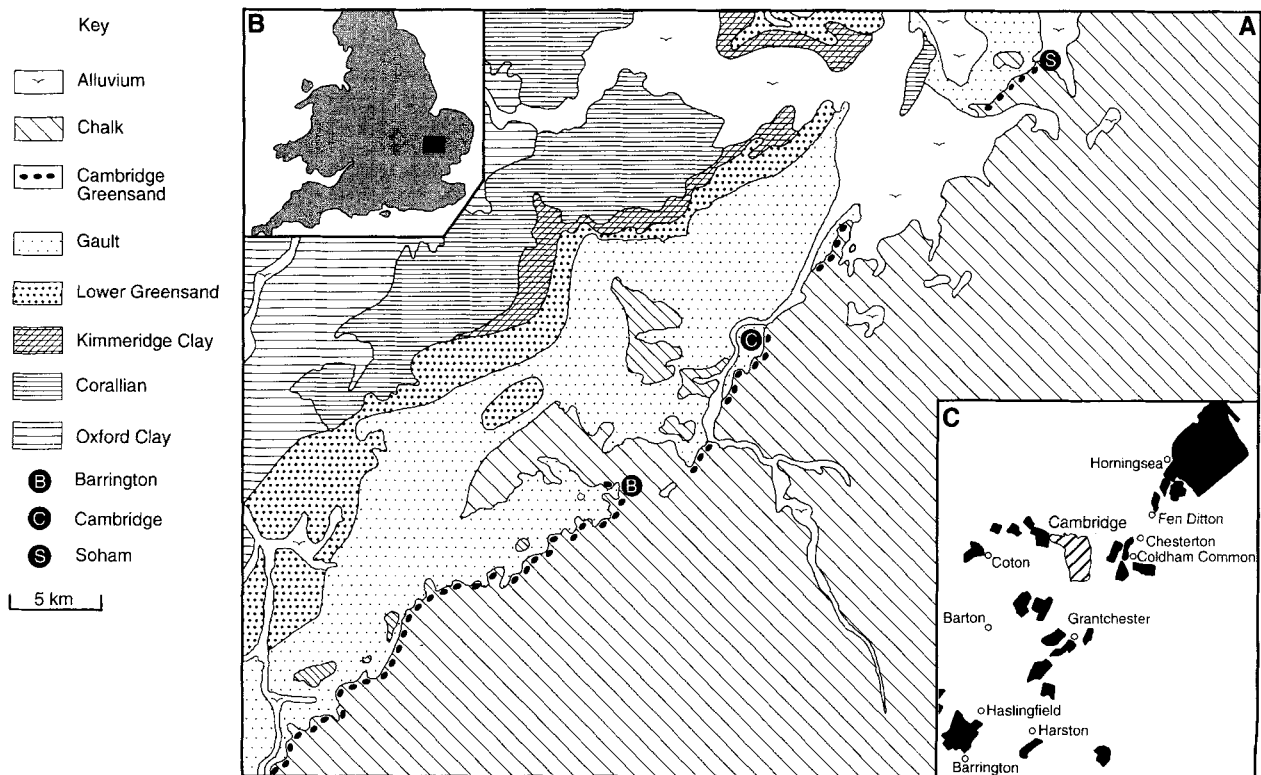 Key
Alluvium
Chalk
Cambridge
Greensand
Gault
Lower Greensand
Kimmeridge Clay
Corallian
Oxford Clay
B Barrington
C Cambridge
S Soham
5 km
B
A
S
C
B
C
Horningsea
Fen Ditton
Cambridge
Chesterton
Coldham Common
Coton
Barton
Grantchester
Haslingfield
Harston
Barrington